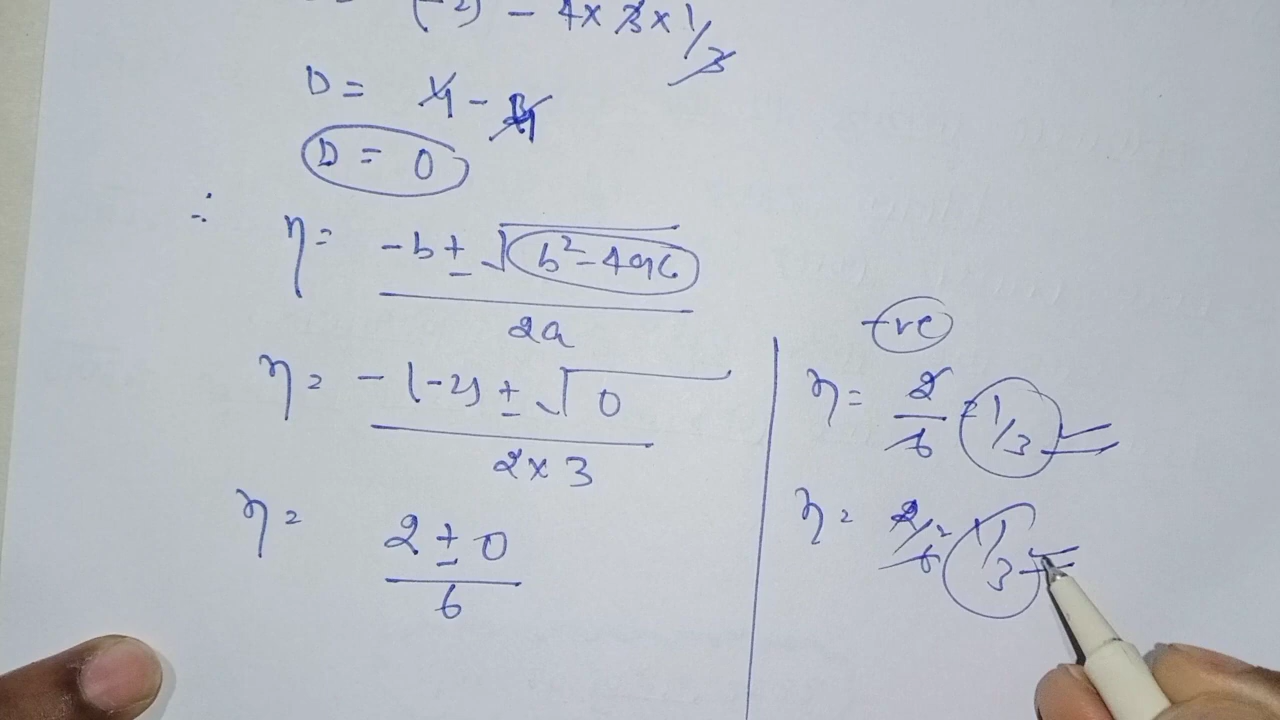 (-2) - 4 × 3 × 1/3
D = 4 - 4
D = 0
∴ η = -b ± √b²-4ac / 2a
η = -(-2) ± √0 / 2 × 3
η = 2 ± 0 / 6
+ve
η = 2/6 = 1/3 =
η = 2/6 = 1/3 =